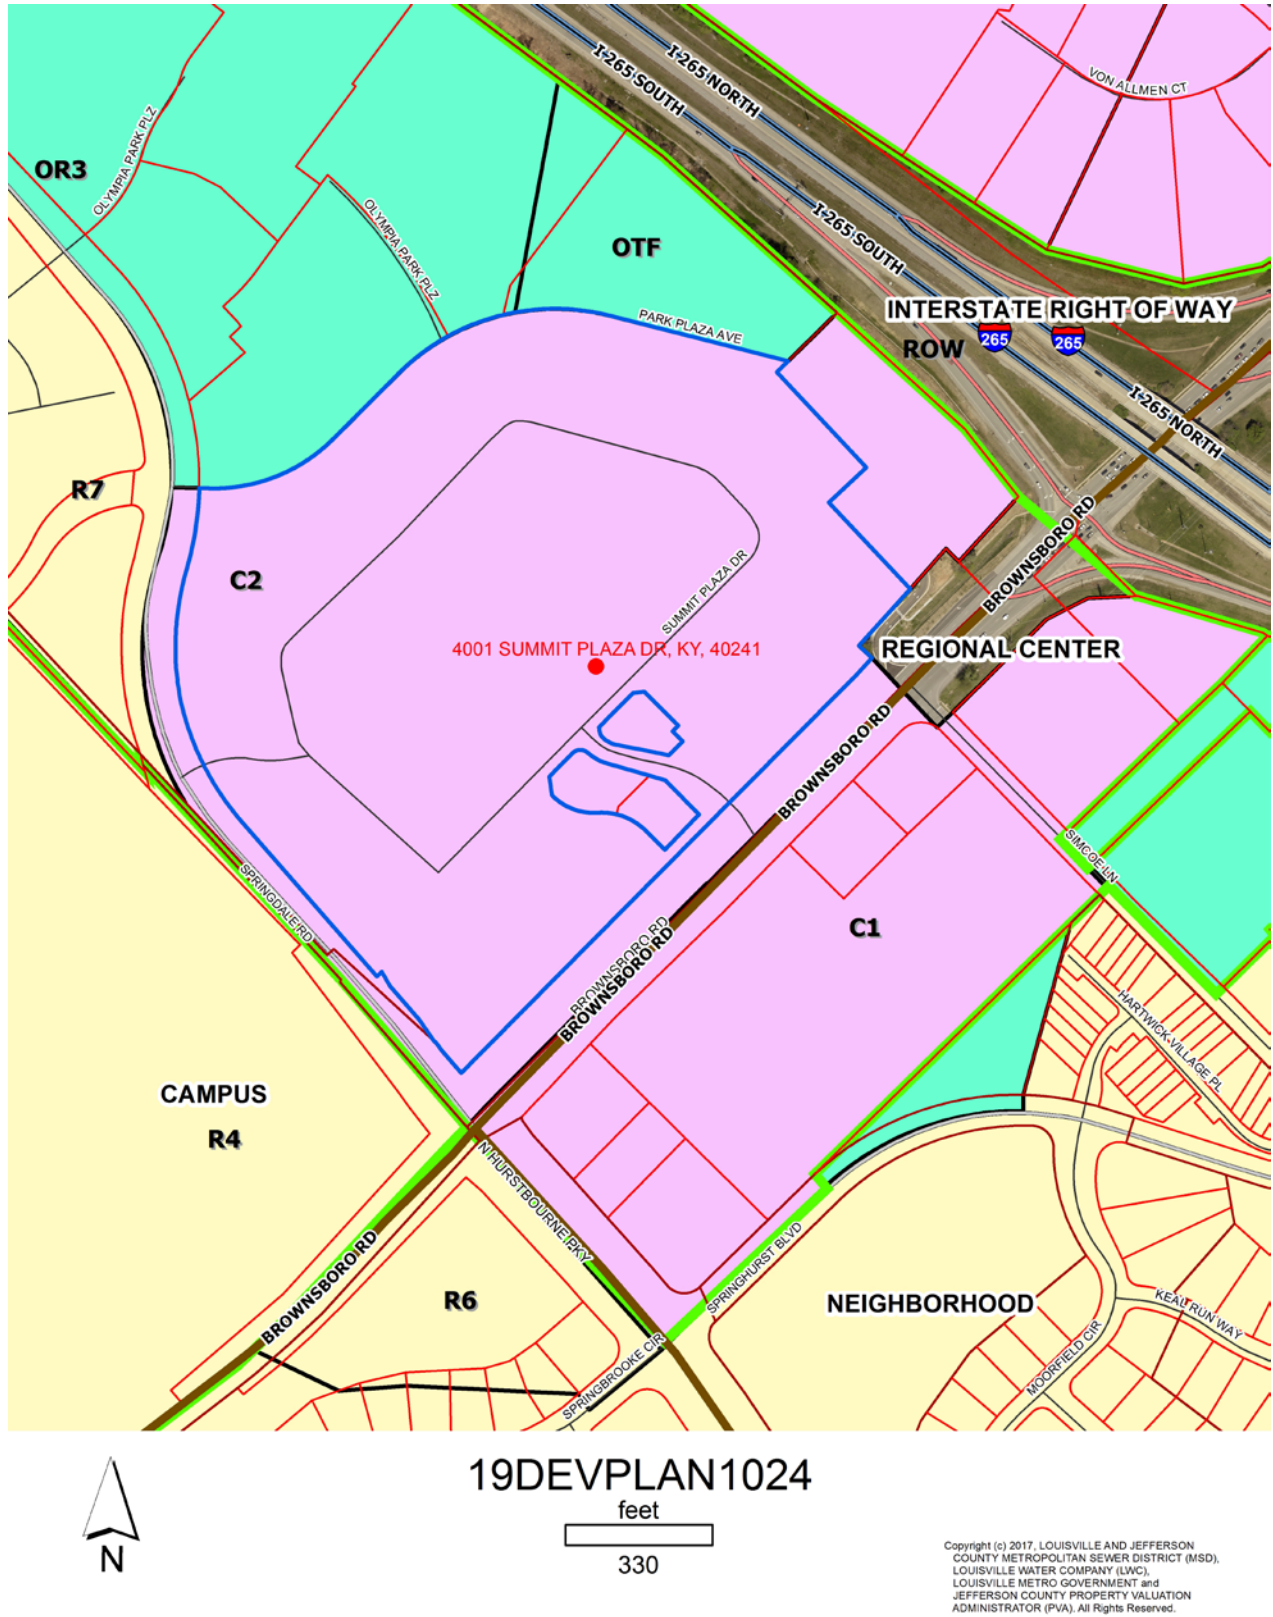 I 265 SOUTH
I 265 NORTH
VON ALLMEN CT
OR3
OLYMPIA PARK PLZ
OLYMPIA PARK PLZ
OTF
I 265 SOUTH
PARK PLAZA AVE
INTERSTATE RIGHT OF WAY
265
265
ROW
I 265 NORTH
R7
BROWNSBORO RD
C2
SUMMIT PLAZA DR
4001 SUMMIT PLAZA DR, KY, 40241
REGIONAL CENTER
BROWNSBORO RD
SIMCOE LN
SPRINGDALE RD
C1
BROWNSBORO RD
BROWNSBORO RD
HARTWICK VILLAGE PL
CAMPUS
R4
N HURSTBOURNE PKY
BROWNSBORO RD
SPRINGHURST BLVD
R6
NEIGHBORHOOD
KEAL RUN WAY
MOORFIELD CIR
SPRINGBROOKE CIR
19DEVPLAN1024
feet
330
N
Copyright (c) 2017, LOUISVILLE AND JEFFERSON
COUNTY METROPOLITAN SEWER DISTRICT (MSD),
LOUISVILLE WATER COMPANY (LWC),
LOUISVILLE METRO GOVERNMENT and
JEFFERSON COUNTY PROPERTY VALUATION
ADMINISTRATOR (PVA). All Rights Reserved.